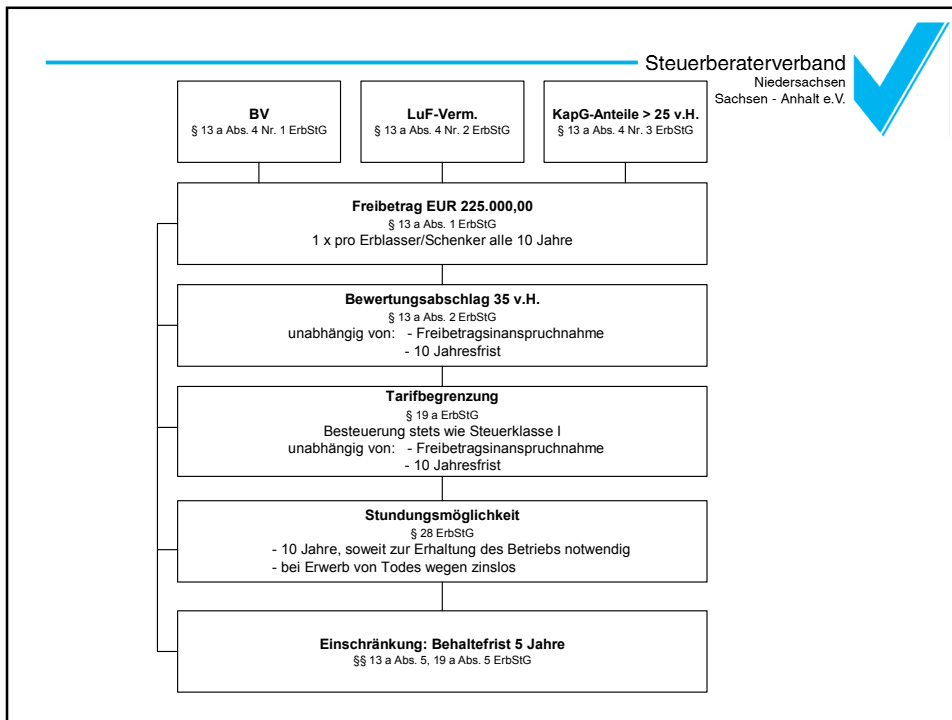 Steuerberaterverband
Niedersachsen
Sachsen - Anhalt e.V.
BV
§ 13 a Abs. 4 Nr. 1 ErbStG
LuF-Verm.
§ 13 a Abs. 4 Nr. 2 ErbStG
KapG-Anteile > 25 v.H.
§ 13 a Abs. 4 Nr. 3 ErbStG
Freibetrag EUR 225.000,00
§ 13 a Abs. 1 ErbStG
1 x pro Erblasser/Schenker alle 10 Jahre
Bewertungsabschlag 35 v.H.
§ 13 a Abs. 2 ErbStG
unabhängig von: - Freibetragsinanspruchnahme
- 10 Jahresfrist
Tarifbegrenzung
§ 19 a ErbStG
Besteuerung stets wie Steuerklasse I
unabhängig von: - Freibetragsinanspruchnahme
- 10 Jahresfrist
Stundungsmöglichkeit
§ 28 ErbStG
- 10 Jahre, soweit zur Erhaltung des Betriebs notwendig
- bei Erwerb von Todes wegen zinslos
Einschränkung: Behaltefrist 5 Jahre
§§ 13 a Abs. 5, 19 a Abs. 5 ErbStG